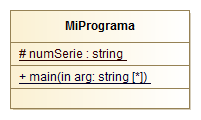 MiPrograma
# numSerie : string
+ main(in arg: string [*])